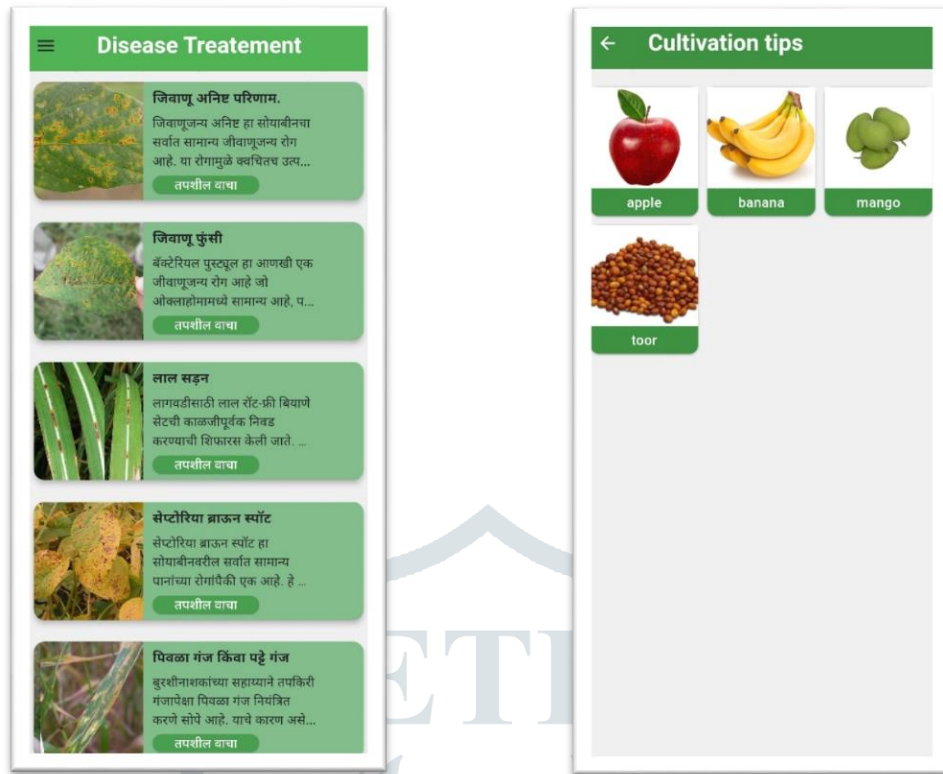 Disease Treatement
जिवाणू अनिष्ट परिणाम.
जिवाणूजन्य अनिष्ट हा सोयाबीनचा
सर्वात सामान्य जीवाणूजन्य रोग
आहे. या रोगामुळे क्वचितच उत्प...
तपशील वाचा
जिवाणू फुंसी
बॅक्टेरियल पुस्ट्यूल हा आणखी एक
जीवाणूजन्य रोग आहे जो
ओक्लाहोमामध्ये सामान्य आहे, प...
तपशील वाचा
लाल सड़न
लागवडीसाठी लाल रॉट-फ्री बियाणे
सेटची काळजीपूर्वक निवड
करण्याची शिफारस केली जाते. ...
तपशील वाचा
सेप्टोरिया ब्राऊन स्पॉट
सेप्टोरिया ब्राऊन स्पॉट हा
सोयाबीनवरील सर्वात सामान्य
पानांच्या रोगांपैकी एक आहे. हे ...
तपशील वाचा
पिवळा गंज किंवा पट्टे गंज
बुरशीनाशकांच्या सहाय्याने तपकिरी
गंजापेक्षा पिवळा गंज नियंत्रित
करणे सोपे आहे. याचे कारण असे...
तपशील वाचा
Cultivation tips
apple
banana
mango
toor